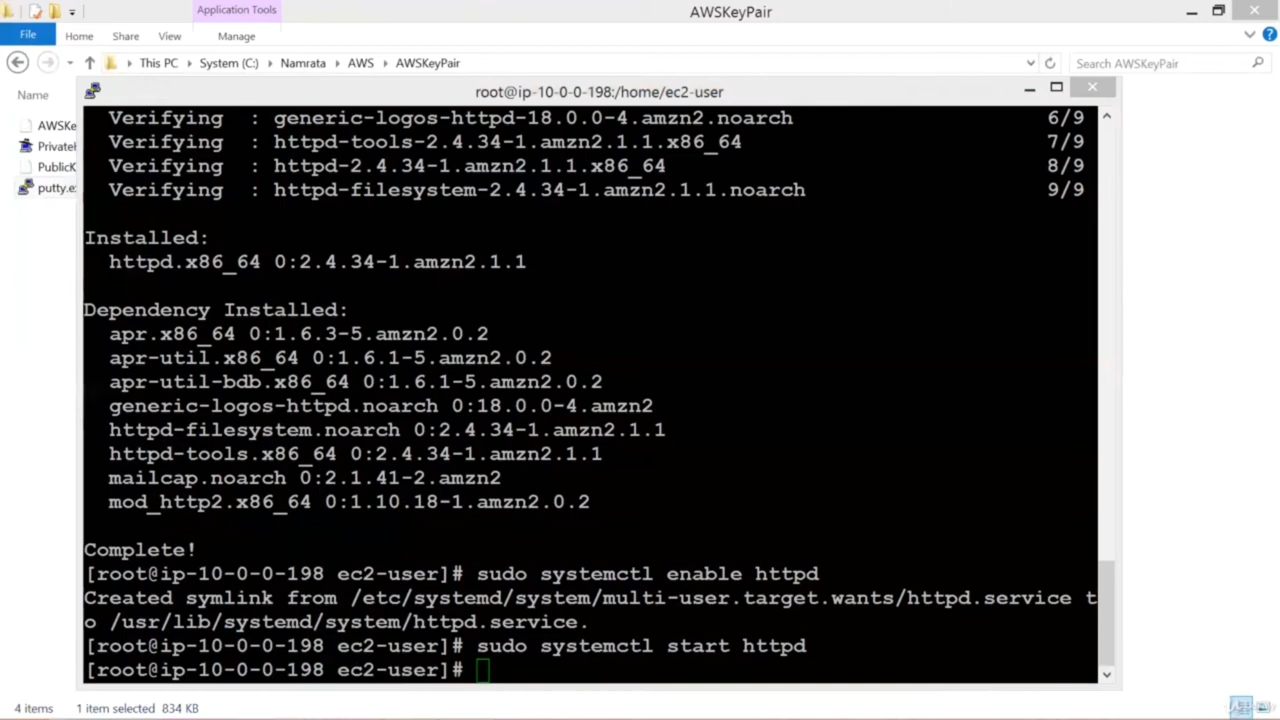 Application Tools
AWSKeyPair
File
Home
Share
View
Manage
This PC
System (C:)
Namrata
AWS
AWSKeyPair
Search AWSKeyPair
Name
AWSKe
Privatel
PublicK
putty.e
root@ip-10-0-0-198:/home/ec2-user
Verifying : generic-logos-httpd-18.0.0-4.amzn2.noarch 6/9
Verifying : httpd-tools-2.4.34-1.amzn2.1.1.x86_64 7/9
Verifying : httpd-2.4.34-1.amzn2.1.1.x86_64 8/9
Verifying : httpd-filesystem-2.4.34-1.amzn2.1.1.noarch 9/9
Installed:
httpd.x86_64 0:2.4.34-1.amzn2.1.1
Dependency Installed:
apr.x86_64 0:1.6.3-5.amzn2.0.2
apr-util.x86_64 0:1.6.1-5.amzn2.0.2
apr-util-bdb.x86_64 0:1.6.1-5.amzn2.0.2
generic-logos-httpd.noarch 0:18.0.0-4.amzn2
httpd-filesystem.noarch 0:2.4.34-1.amzn2.1.1
httpd-tools.x86_64 0:2.4.34-1.amzn2.1.1
mailcap.noarch 0:2.1.41-2.amzn2
mod_http2.x86_64 0:1.10.18-1.amzn2.0.2
Complete!
[root@ip-10-0-0-198 ec2-user]# sudo systemctl enable httpd
Created symlink from /etc/systemd/system/multi-user.target.wants/httpd.service t
o /usr/lib/systemd/system/httpd.service.
[root@ip-10-0-0-198 ec2-user]# sudo systemctl start httpd
[root@ip-10-0-0-198 ec2-user]#
4 items
1 item selected 834 KB